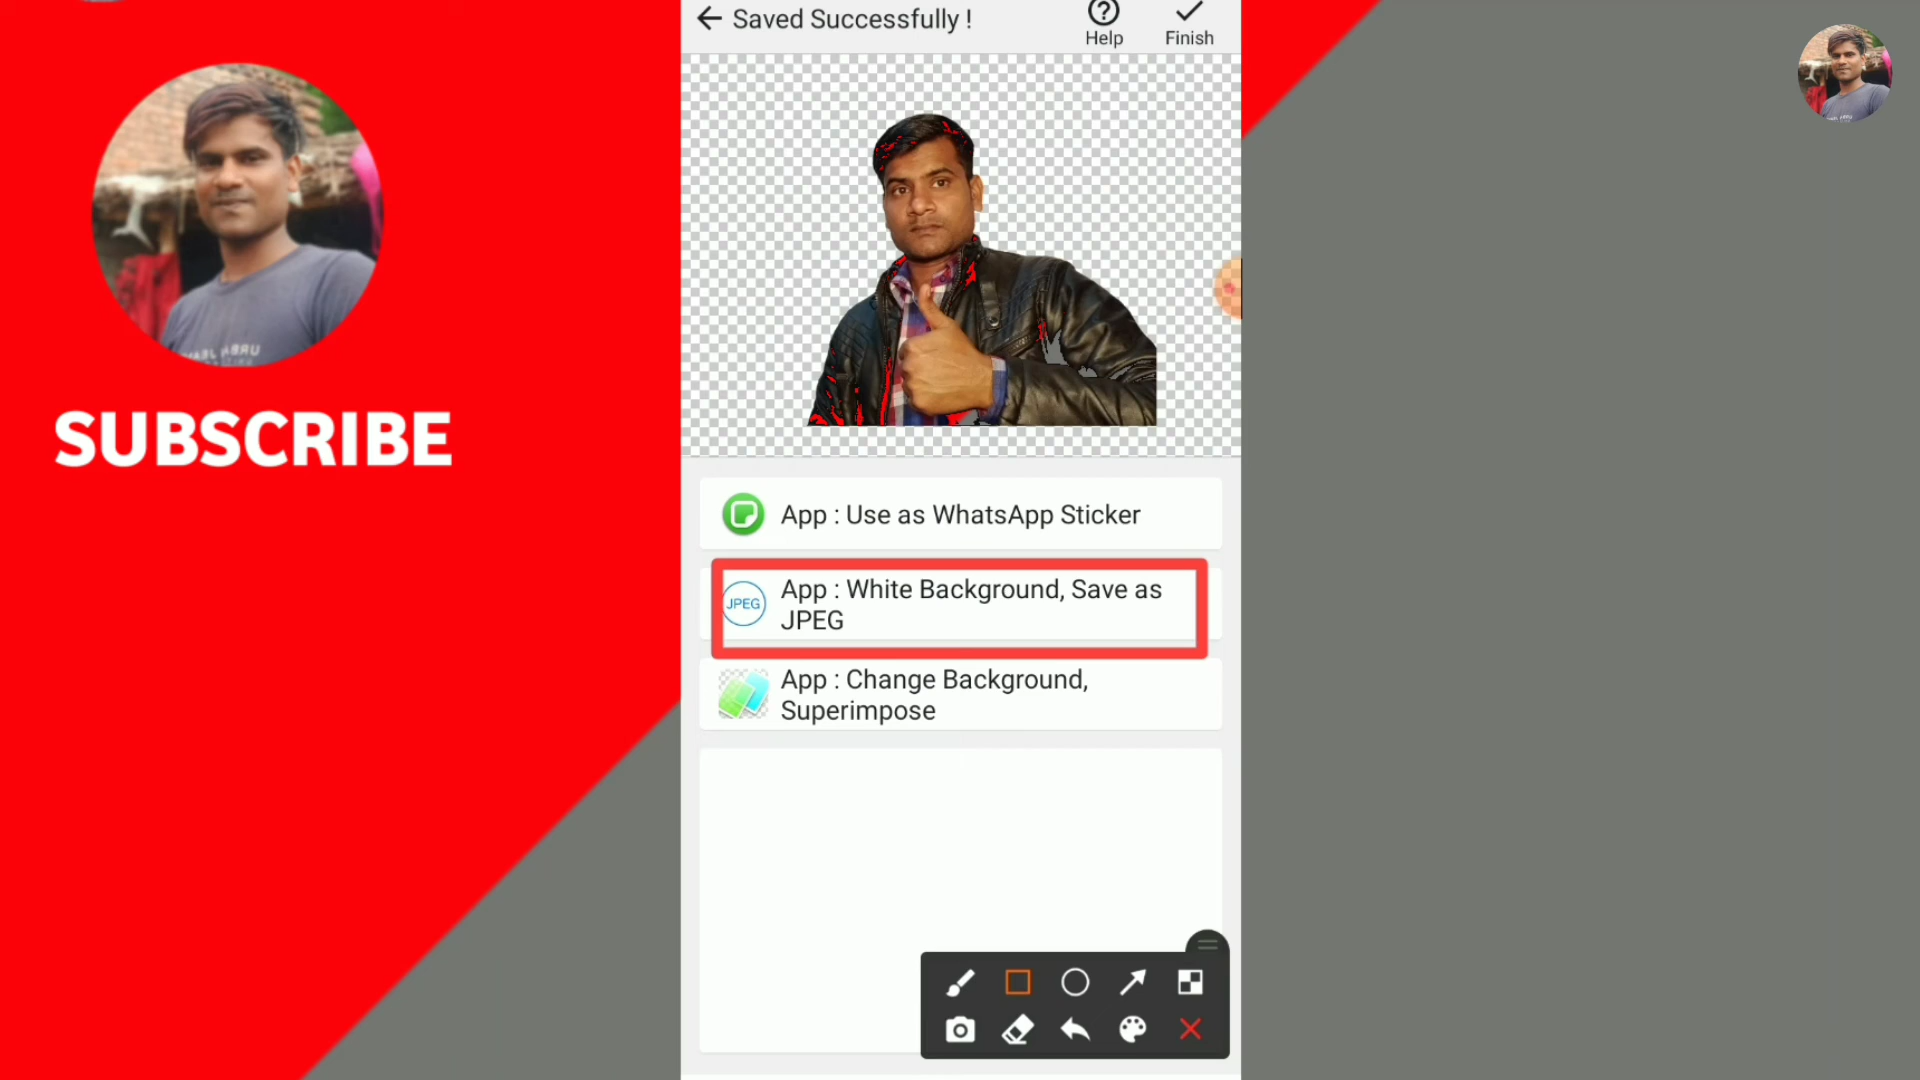 Saved Successfully !
Help
Finish
SUBSCRIBE
App : Use as WhatsApp Sticker
JPEG
App : White Background, Save as
JPEG
App : Change Background,
Superimpose